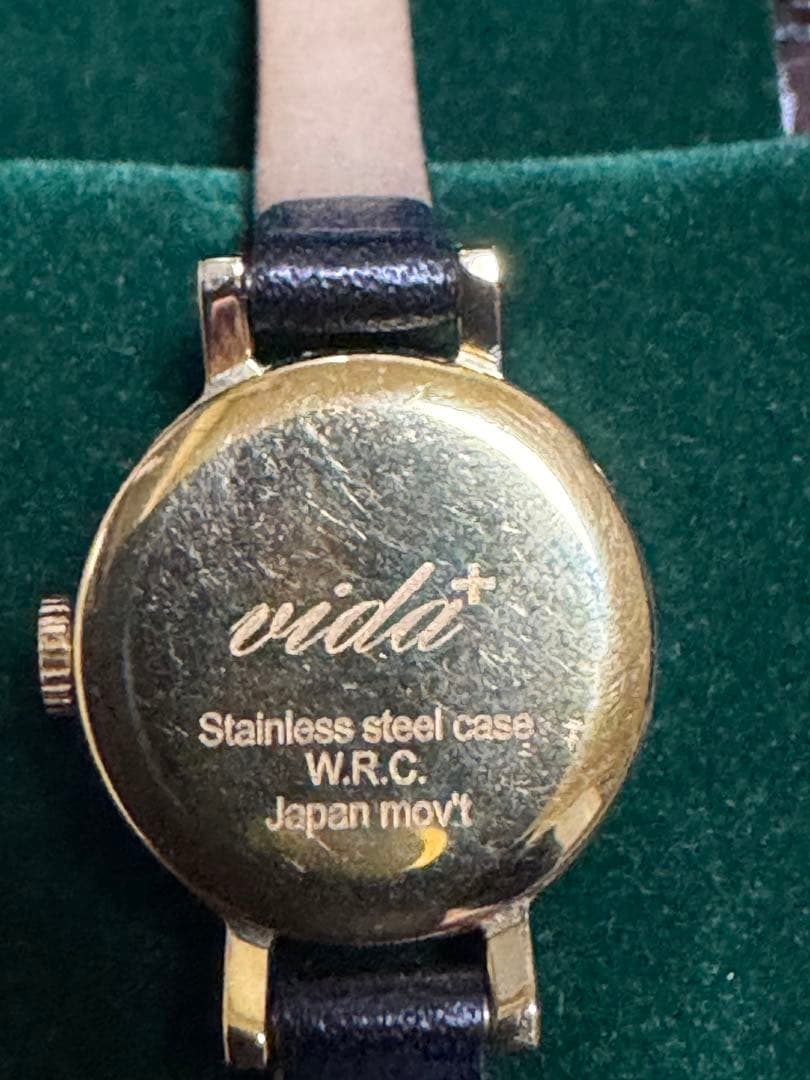 vida+
Stainless steel case
W.R.C.
Japan mov't